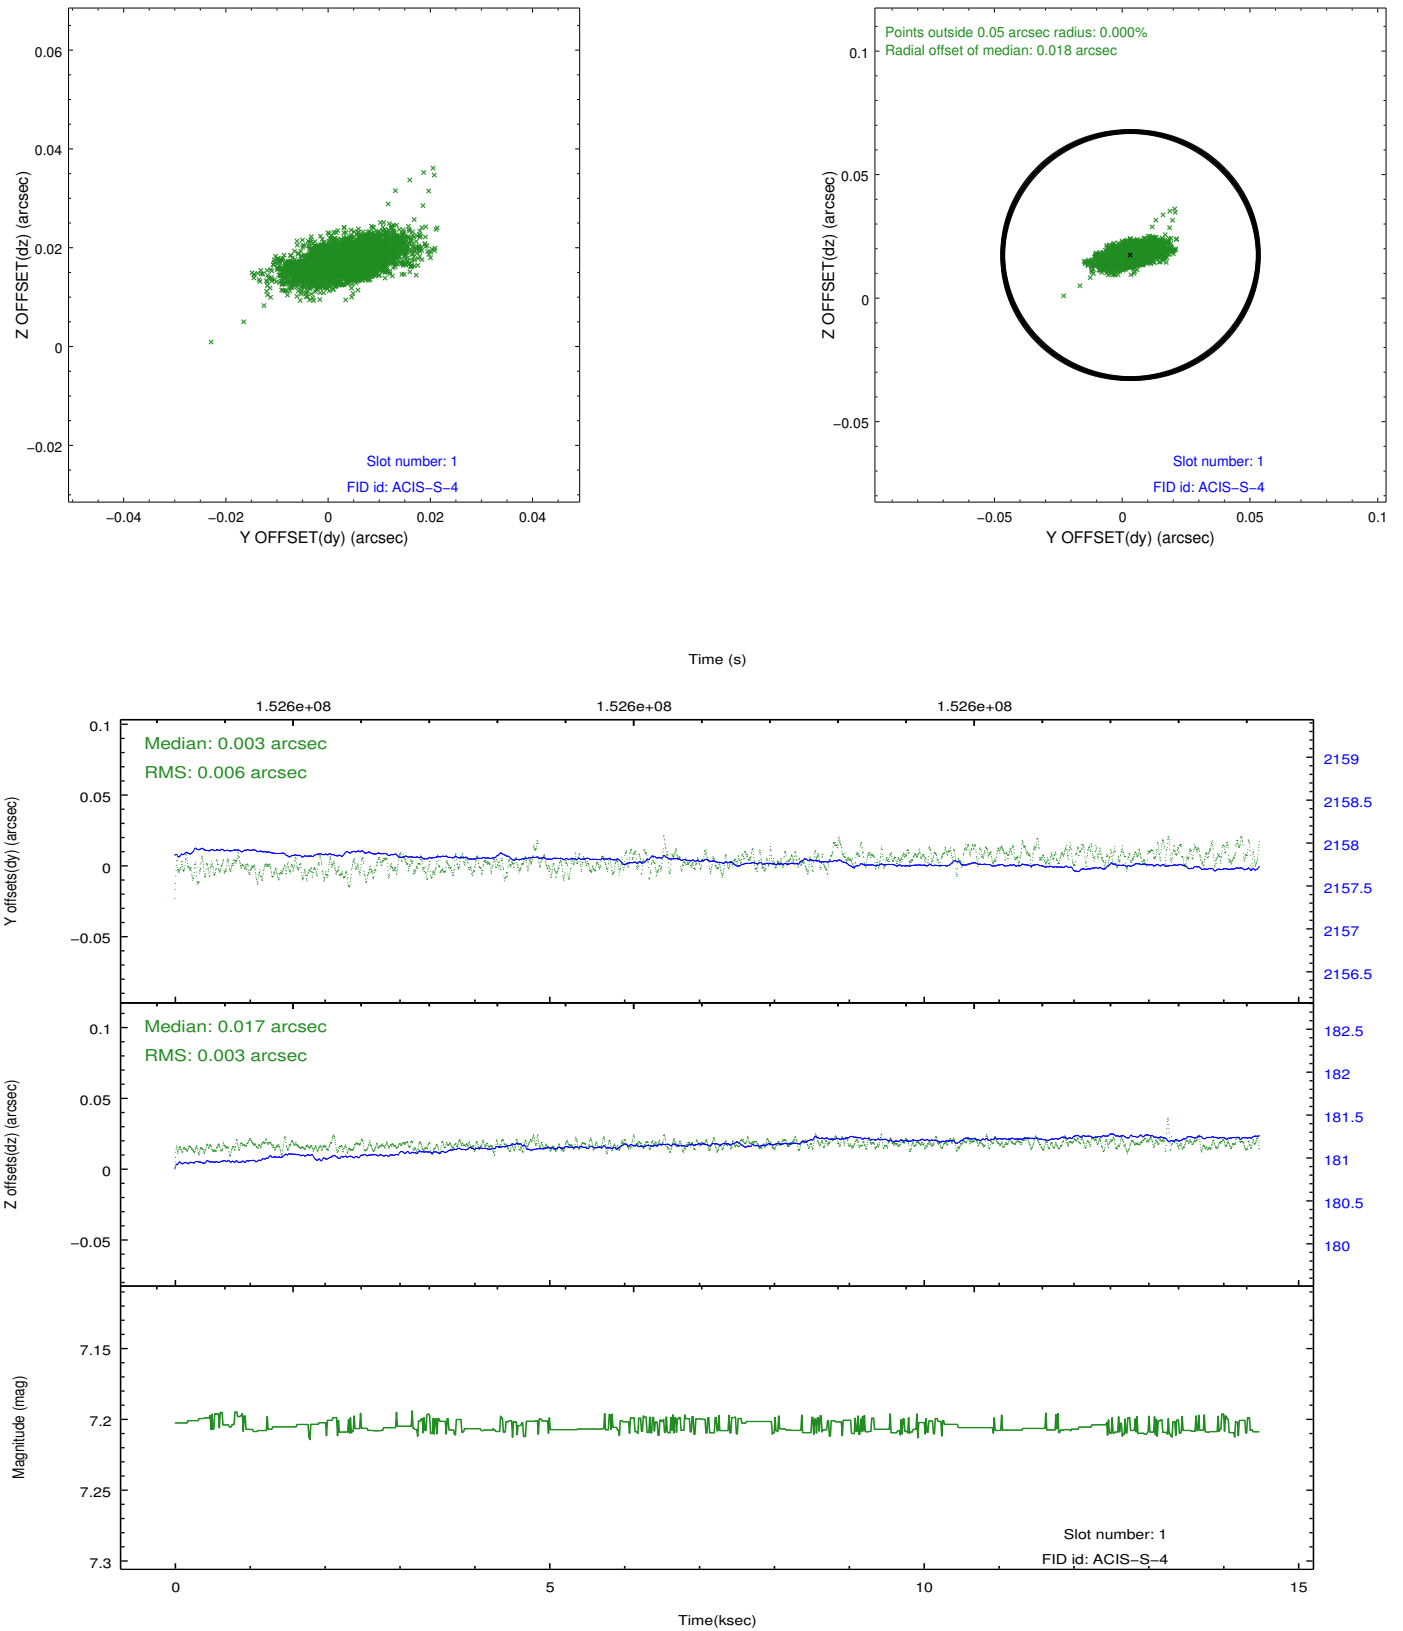 0.06
0.04
0.02
0
−0.02
Z OFFSET(dz) (arcsec)
Slot number: 1
FID id: ACIS−S−4
−0.04
−0.02
0
0.02
0.04
Y OFFSET(dy) (arcsec)
Points outside 0.05 arcsec radius: 0.000%
Radial offset of median: 0.018 arcsec
0.1
0.05
0
−0.05
Z OFFSET(dz) (arcsec)
Slot number: 1
FID id: ACIS−S−4
−0.05
0
0.05
0.1
Y OFFSET(dy) (arcsec)
Time (s)
1.526e+08
1.526e+08
1.526e+08
Median: 0.003 arcsec
RMS: 0.006 arcsec
0.1
0.05
0
−0.05
Y offsets(dy) (arcsec)
2159
2158.5
2158
2157.5
2157
2156.5
Median: 0.017 arcsec
RMS: 0.003 arcsec
0.1
0.05
0
−0.05
Z offsets(dz) (arcsec)
182.5
182
181.5
181
180.5
180
7.15
7.2
7.25
7.3
Magnitude (mag)
Slot number: 1
FID id: ACIS−S−4
0
5
10
15
Time(ksec)